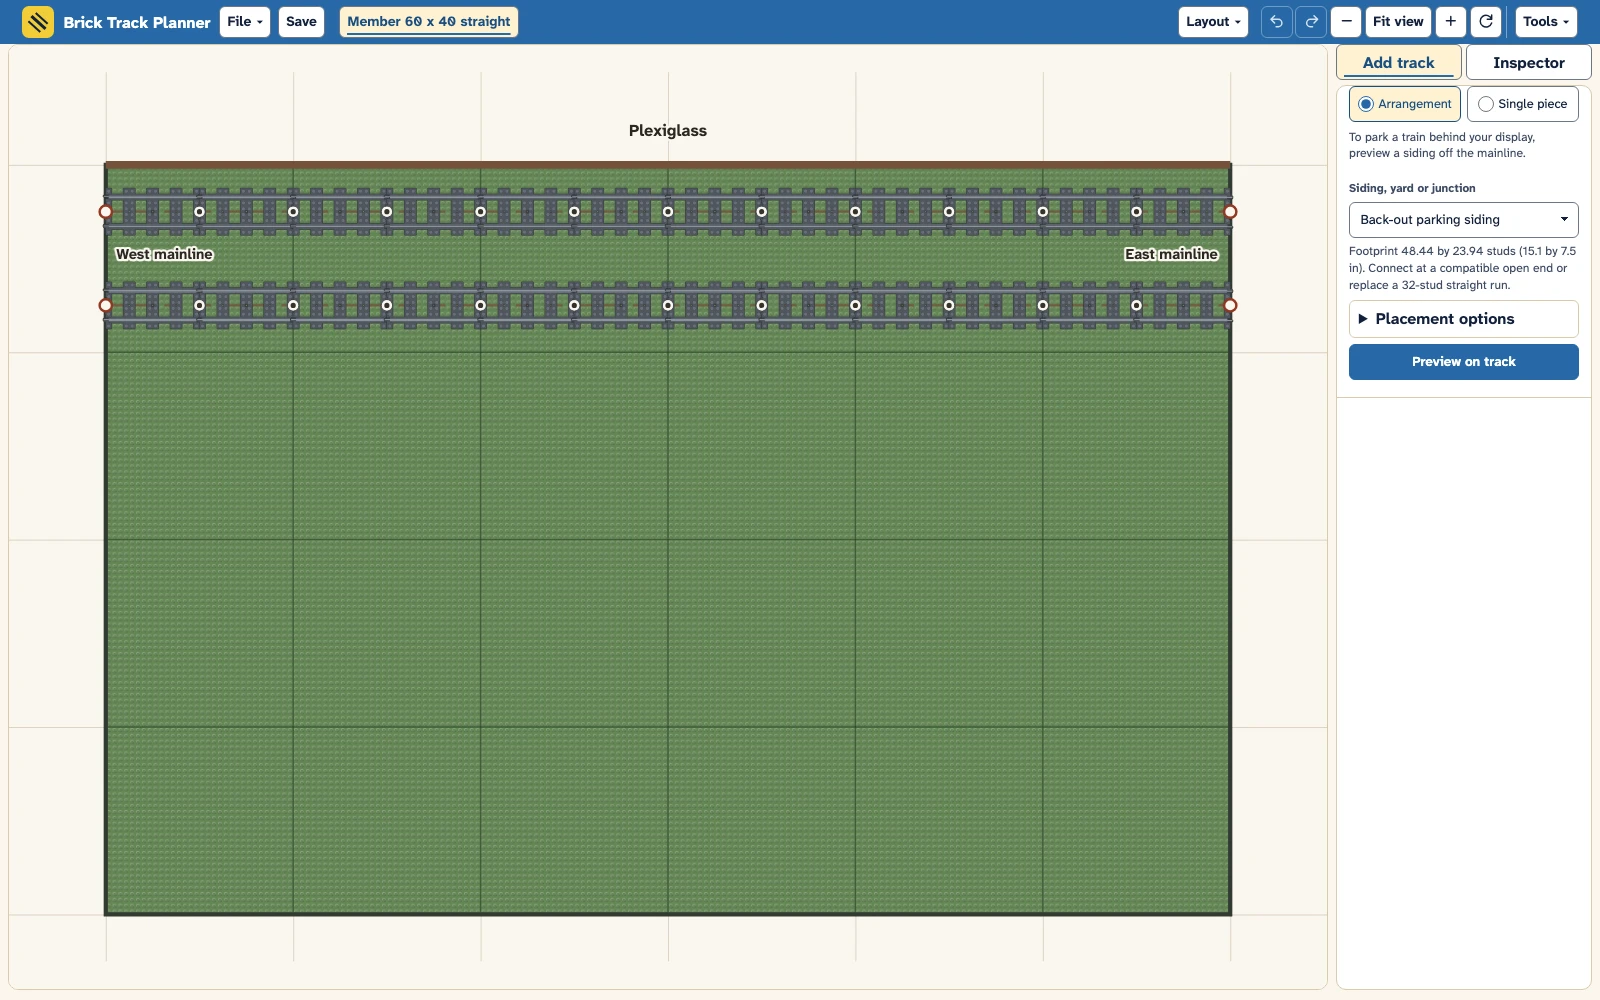 Brick Track Planner
File
Save
Member 60 x 40 straight
Layout
Fit view
Tools
Add track
Inspector
Arrangement
Single piece
To park a train behind your display,
preview a siding off the mainline.
Siding, yard or junction
Back-out parking siding
Footprint 48.44 by 23.94 studs (15.1 by 7.5
in). Connect at a compatible open end or
replace a 32-stud straight run.
Placement options
Preview on track
Plexiglass
West mainline
East mainline